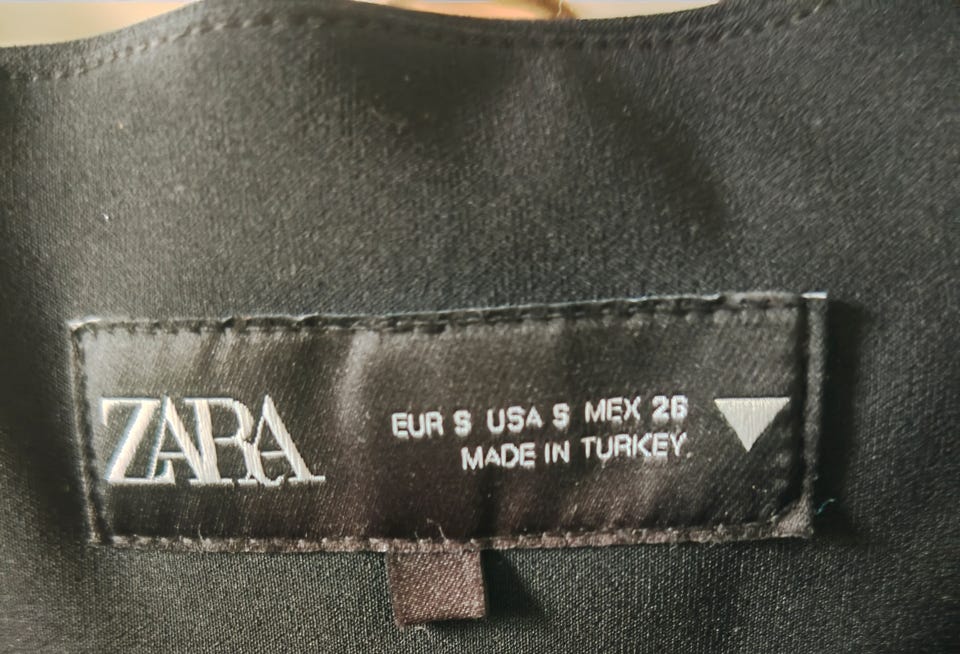 ZARA
EUR S USA S MEX 26
MADE IN TURKEY.